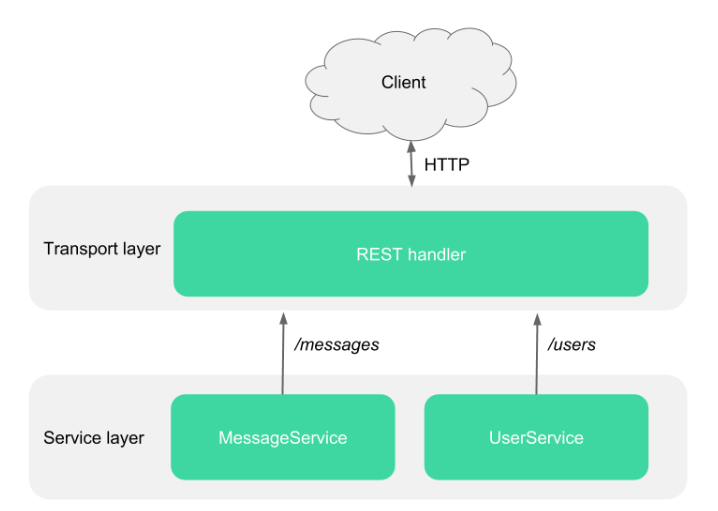 Client
HTTP
Transport layer
REST handler
/messages
/users
Service layer
MessageService
UserService